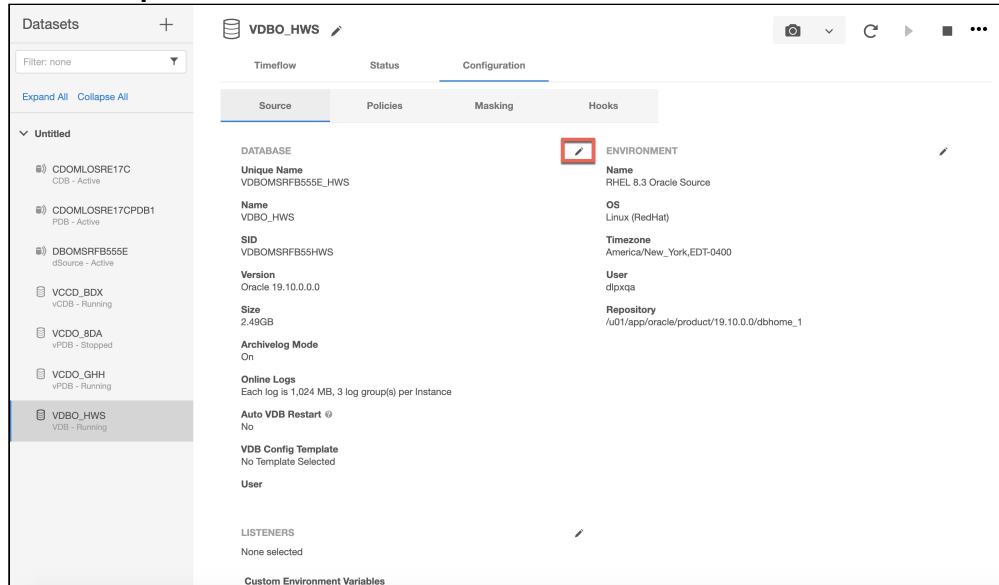 Datasets
Filter: none
Expand All Collapse All
Untitled
CDOMLOSRE17C
CDB - Active
CDOMLOSRE17CPDB1
PDB - Active
DBOMSRFB555E
dSource - Active
VCCD_BDX
vCDB - Running
VCDO_8DA
vPDB - Stopped
VCDO_GHH
vPDB - Running
VDBO_HWS
VDB - Running
VDBO_HWS
Timeflow Status Configuration
Source Policies Masking Hooks
DATABASE
Unique Name
VDBOMSRFB555E_HWS
Name
VDBO_HWS
SID
VDBOMSRFB55HWS
Version
Oracle 19.10.0.0.0
Size
2.49GB
Archivelog Mode
On
Online Logs
Each log is 1,024 MB, 3 log group(s) per Instance
Auto VDB Restart
No
VDB Config Template
No Template Selected
User
LISTENERS
None selected
Custom Environment Variables
ENVIRONMENT
Name
RHEL 8.3 Oracle Source
OS
Linux (RedHat)
Timezone
America/New_York,EDT-0400
User
dlpxqa
Repository
/u01/app/oracle/product/19.10.0.0/dbhome_1